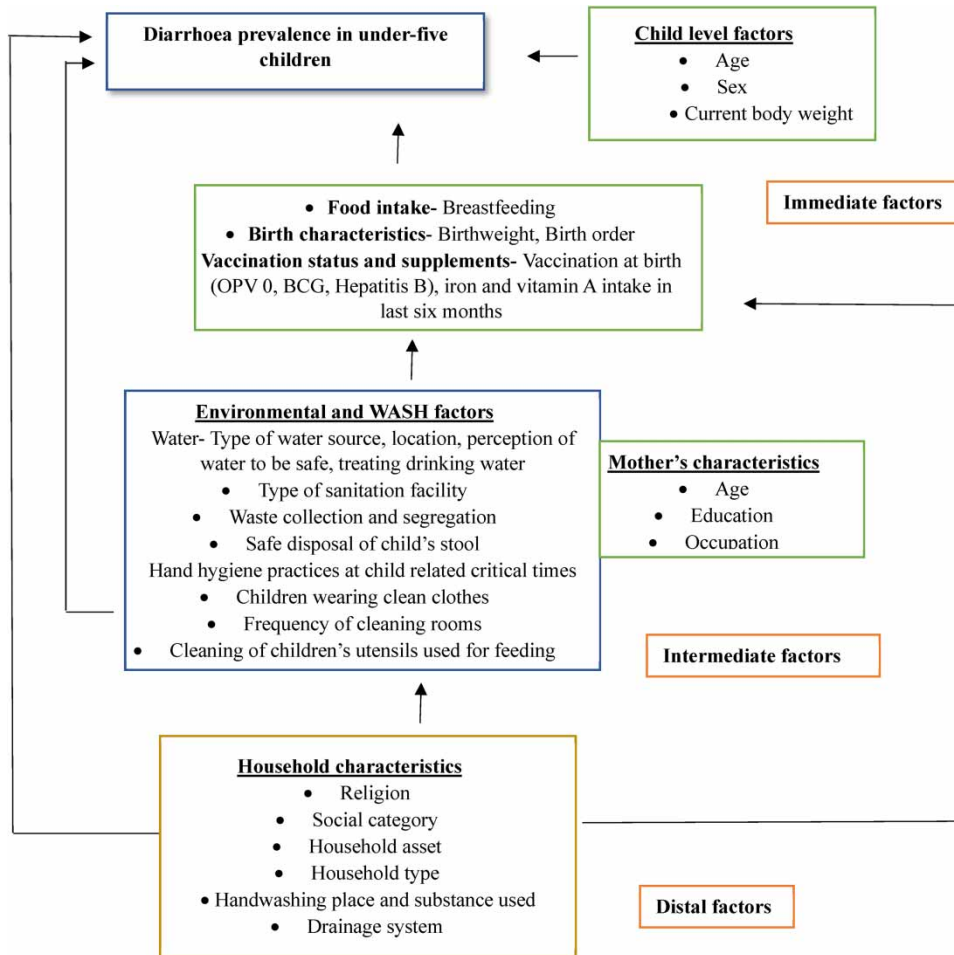 Diarrhoea prevalence in under-five
children
Child level factors
● Age
● Sex
● Current body weight
● Food intake- Breastfeeding
● Birth characteristics- Birthweight, Birth order
Vaccination status and supplements- Vaccination at birth
(OPV 0, BCG, Hepatitis B), iron and vitamin A intake in
last six months
Immediate factors
Environmental and WASH factors
Water- Type of water source, location, perception of
water to be safe, treating drinking water
● Type of sanitation facility
● Waste collection and segregation
● Safe disposal of child’s stool
Hand hygiene practices at child related critical times
● Children wearing clean clothes
● Frequency of cleaning rooms
● Cleaning of children’s utensils used for feeding
Mother’s characteristics
● Age
● Education
● Occupation
Intermediate factors
Household characteristics
● Religion
● Social category
● Household asset
● Household type
● Handwashing place and substance used
● Drainage system
Distal factors